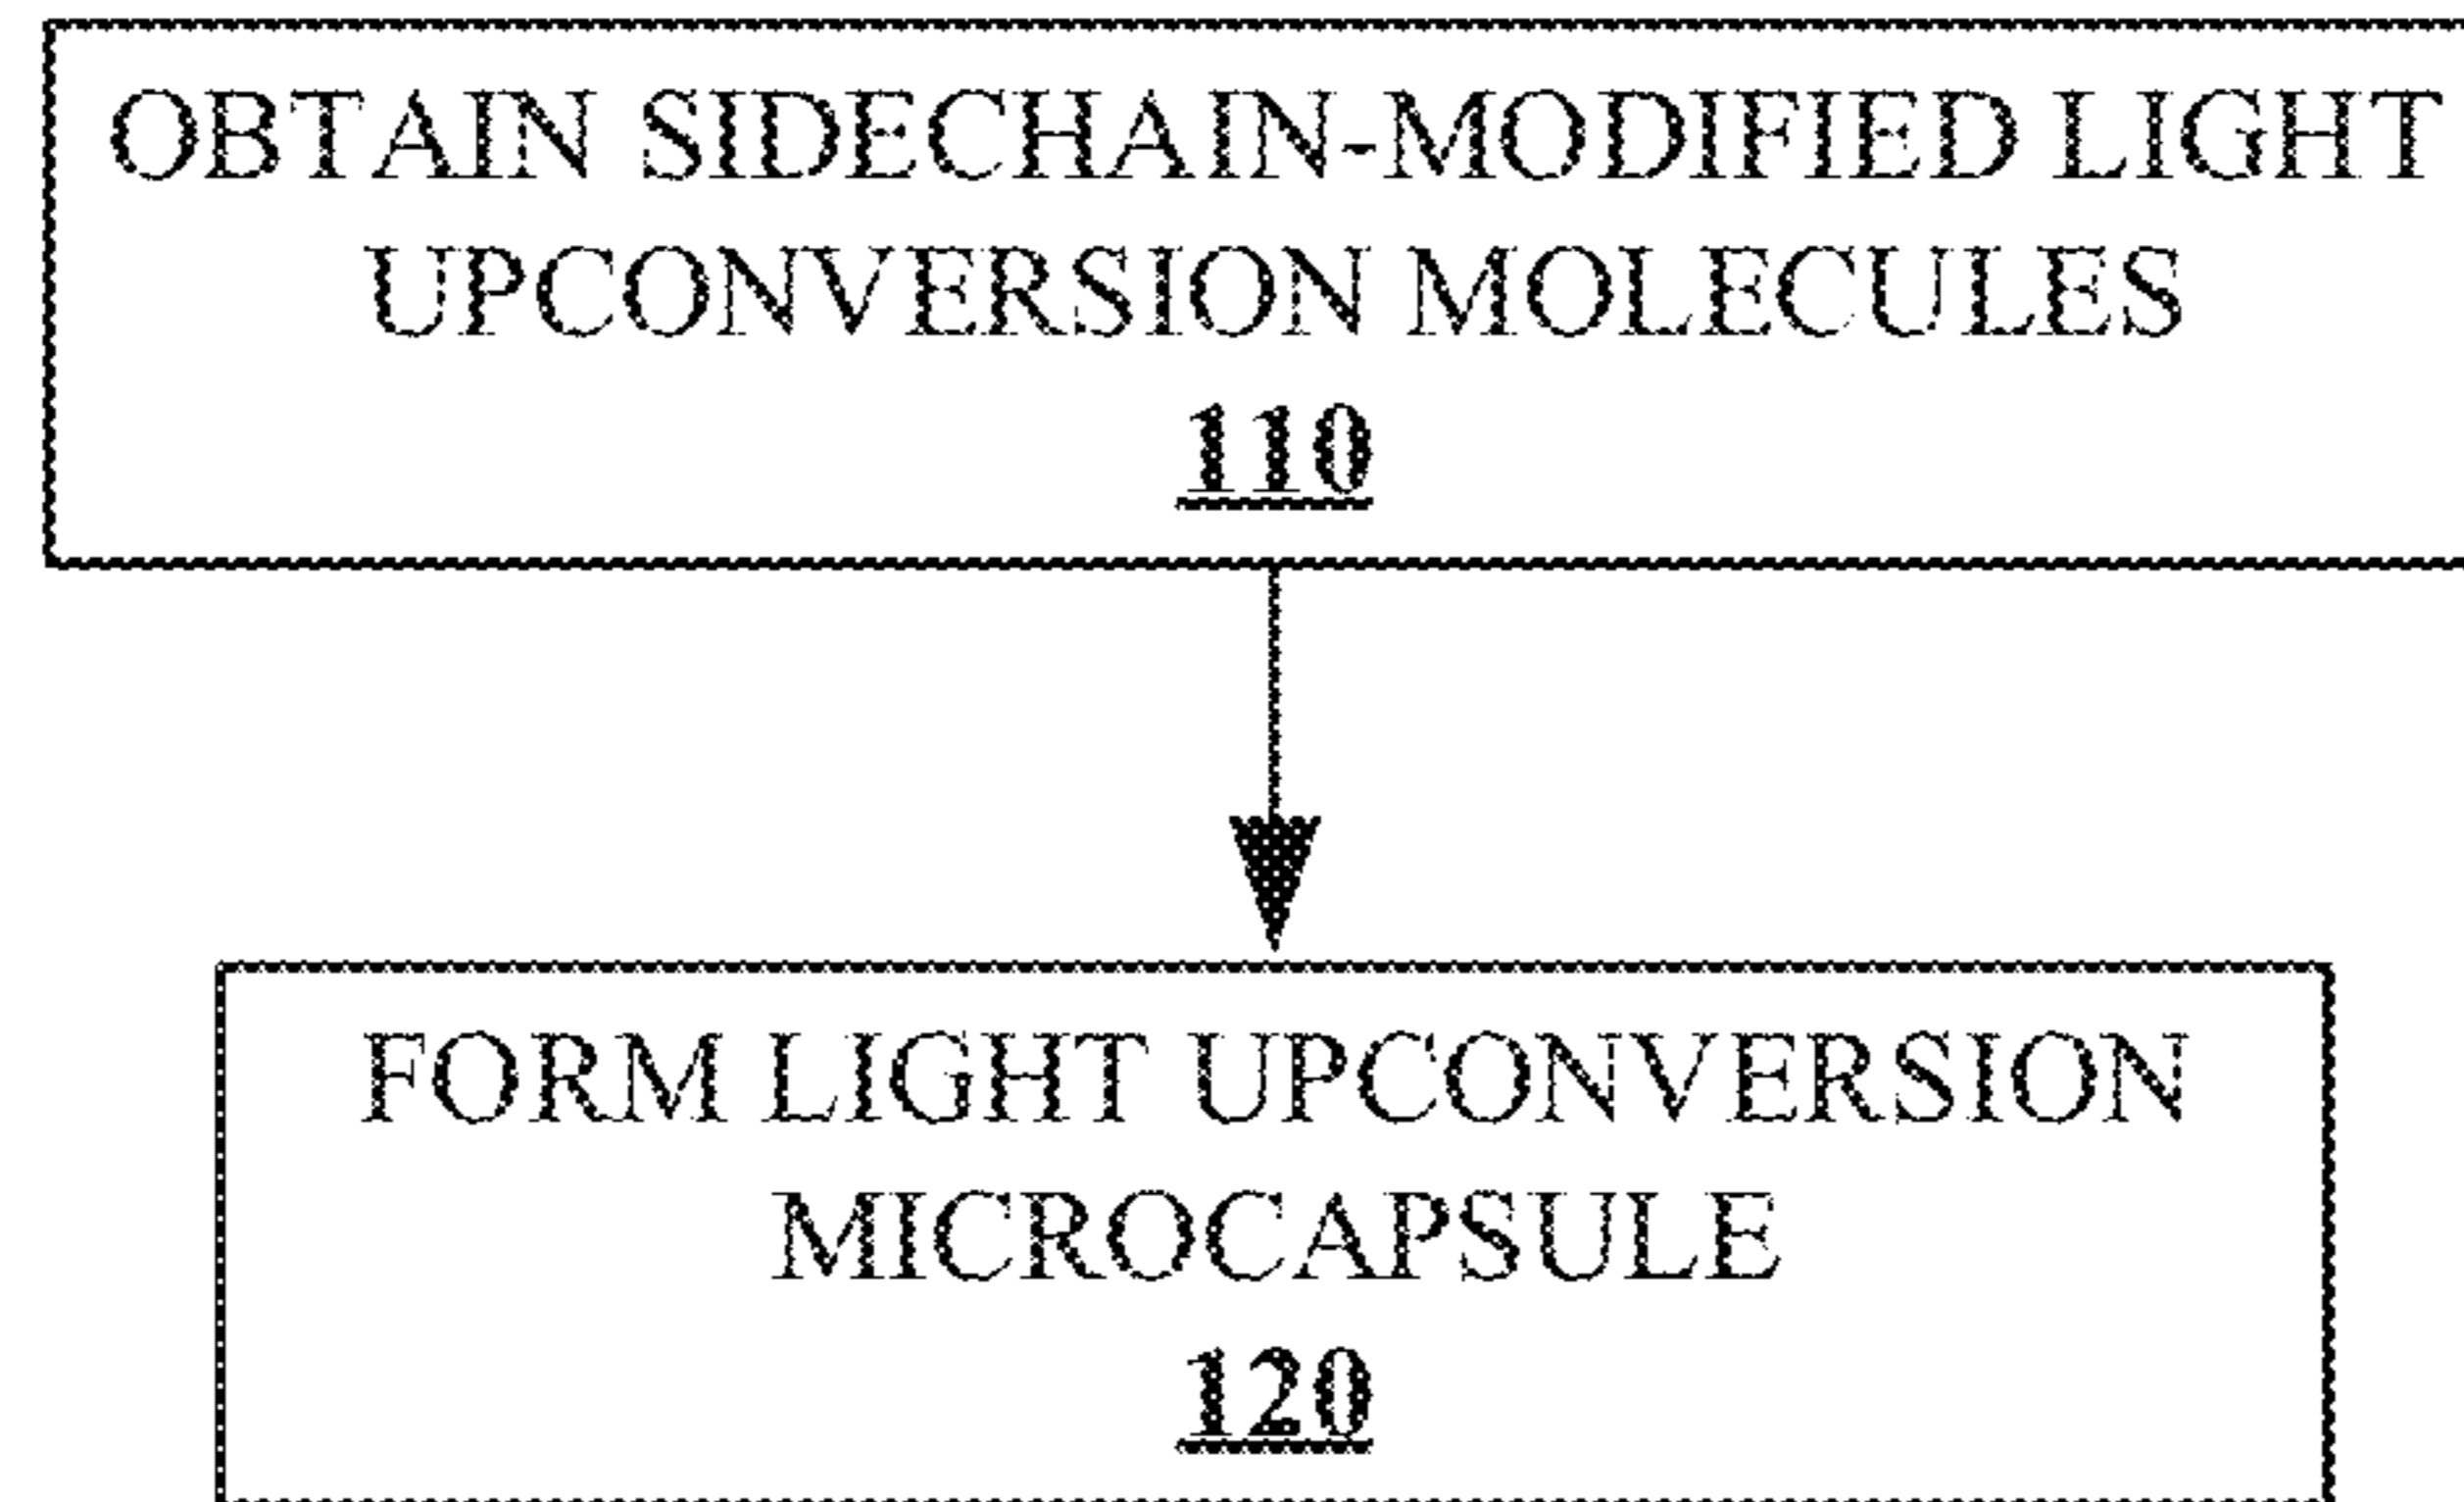 OBTAIN SIDECHAIN-MODIFIED LIGHT
UPCONVERSION MOLECULES
110
FORM LIGHT UPCONVERSION
MICROCAPSULE
120